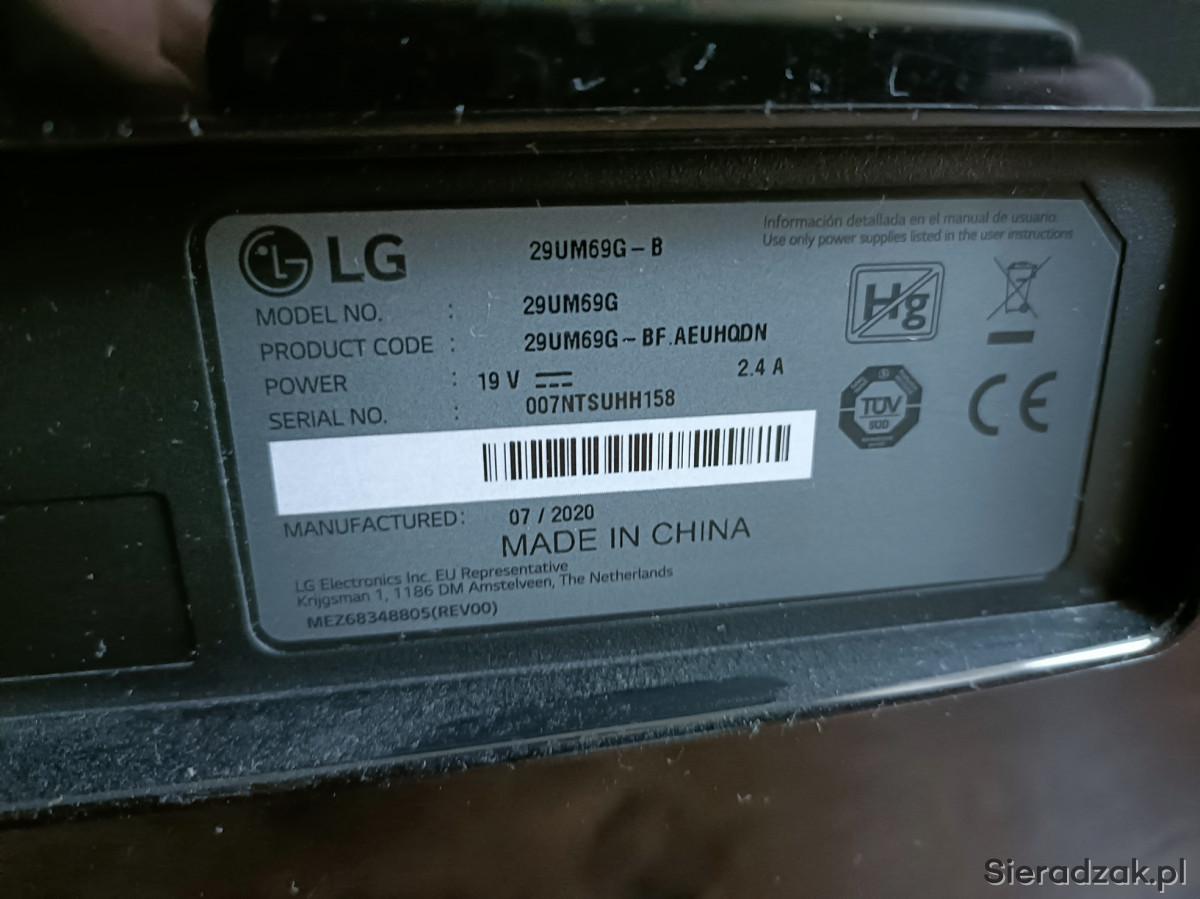 Información detallada en el manual de usuario.
Use only power supplies listed in the user instructions
LG
29UM69G-B
MODEL NO. : 29UM69G
PRODUCT CODE : 29UM69G-BF.AEUHQDN
POWER : 19 V 2.4 A
SERIAL NO. : 007NTSUHH158
Hg
TÜV
SÜD
CE
MANUFACTURED: 07 / 2020
MADE IN CHINA
LG Electronics Inc. EU Representative
Krijgsman 1, 1186 DM Amstelveen, The Netherlands
MEZ68348805(REV00)
Sieradzak.pl